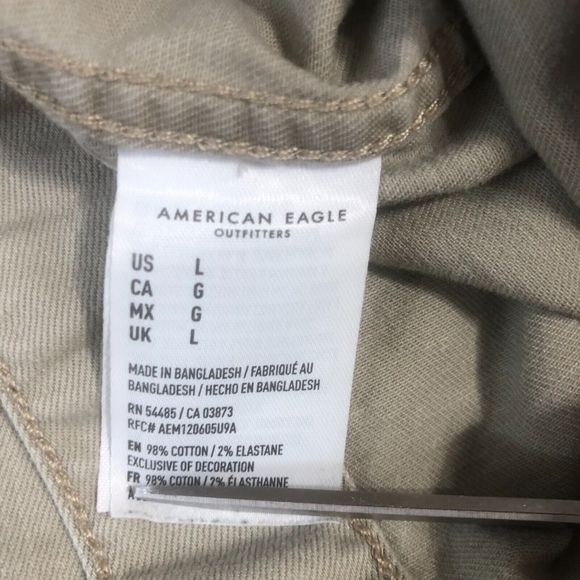 AMERICAN EAGLE
OUTFITTERS
US L
CA G
MX G
UK L
MADE IN BANGLADESH / FABRIQUÉ AU
BANGLADESH / HECHO EN BANGLADESH
RN 54485 / CA 03873
RFC# AEM120605U9A
EN 98% COTTON / 2% ELASTANE
EXCLUSIVE OF DECORATION
FR 98% COTON / 2% ÉLASTHANNE